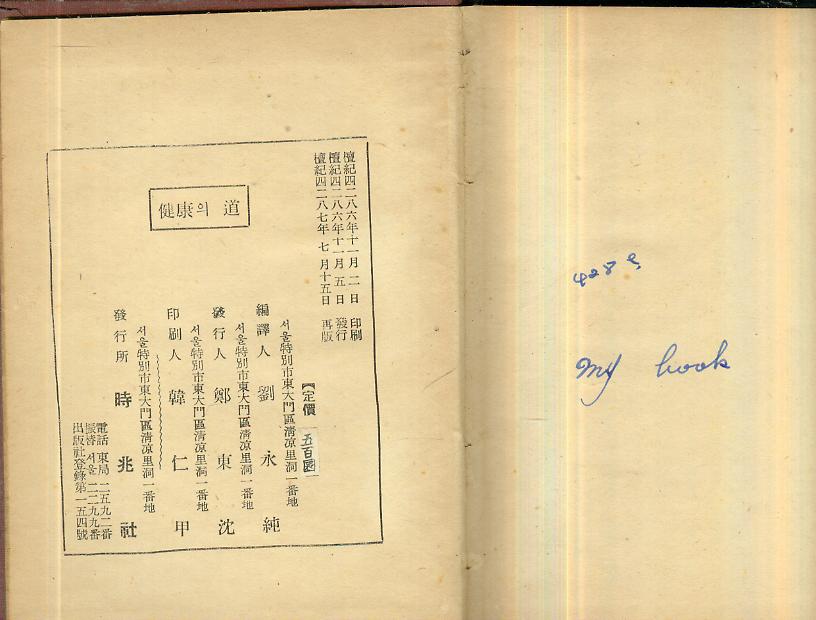 檀紀四二八六年十一月二日 印刷
檀紀四二八六年十一月五日 發行
檀紀四二八七年七月十五日 再版
健康의 道
【定價 五百圜】
서울特別市東大門區淸凉里洞一番地
編譯人 劉永純
서울特別市東大門區淸凉里洞一番地
發行人 鄭東沈
서울特別市東大門區淸凉里洞一番地
印刷人 韓仁甲
서울特別市東大門區淸凉里洞一番地
發行所 時兆社
電話 東局 二五九二番
振替 서울 二二九九番
出版社登錄第一五四號
My book